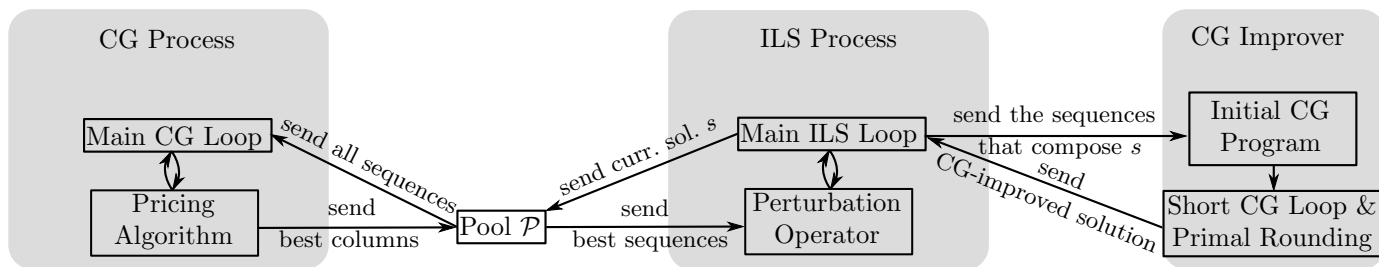 CG Process
ILS Process
CG Improver
Main CG Loop
Pricing
Algorithm
send all sequences
send
best columns
Pool 𝒫
send curr. sol. s
send
best sequences
Main ILS Loop
Perturbation
Operator
send the sequences
that compose s
send
CG-improved solution
Initial CG
Program
Short CG Loop &
Primal Rounding